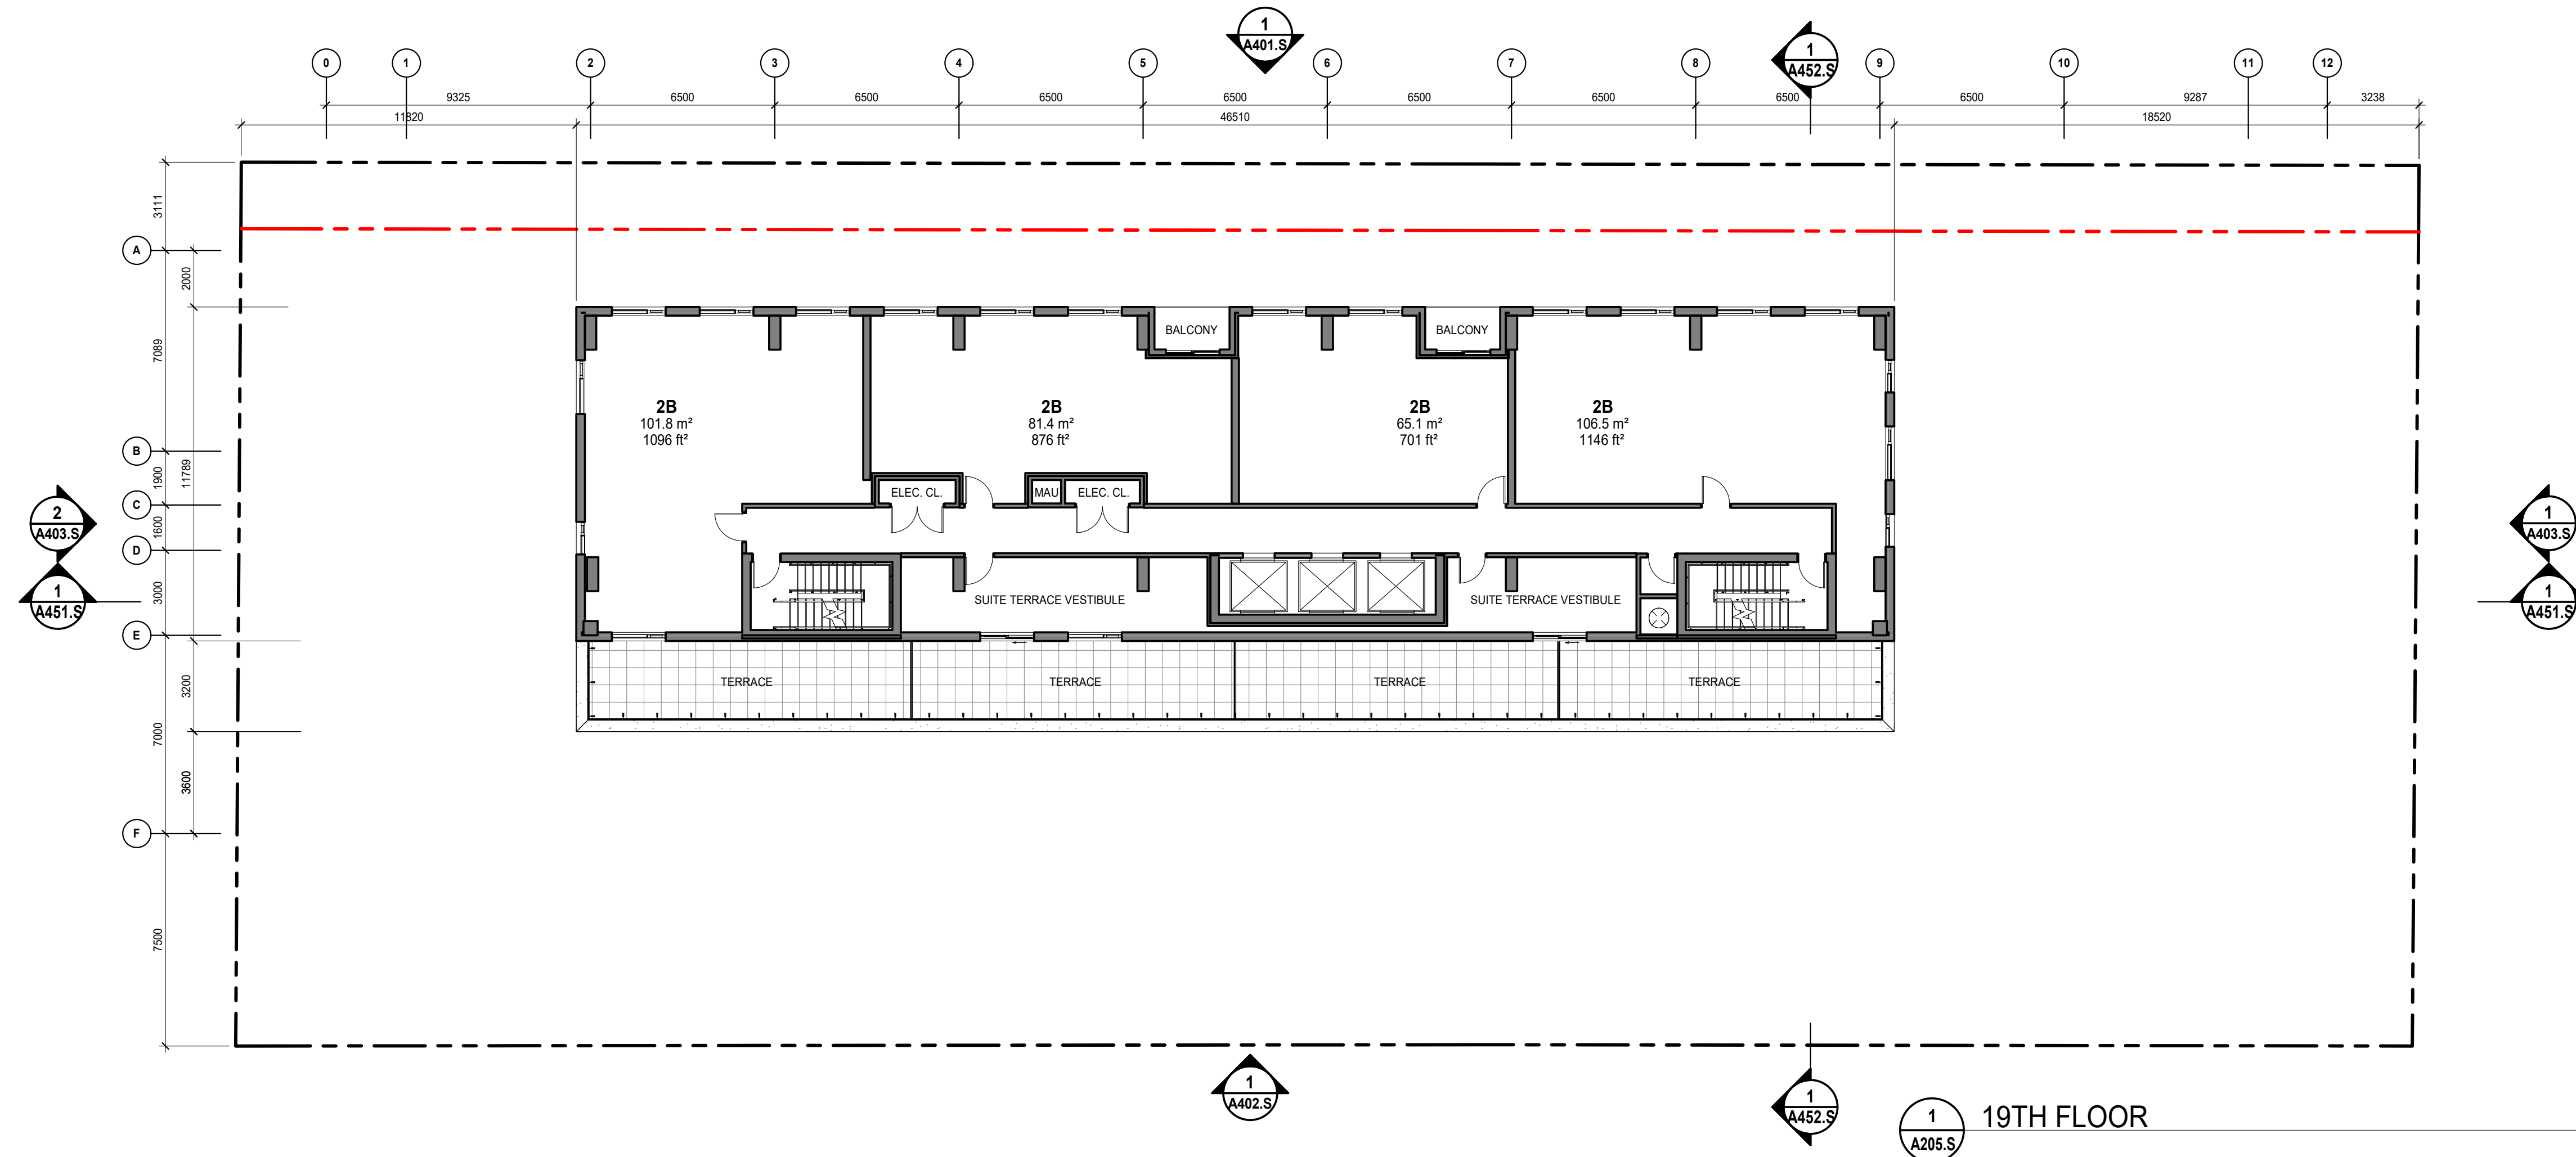 1
A401.S
1
A452.S
0
1
2
3
4
5
6
7
8
9
10
11
12
9325
6500
6500
6500
6500
6500
6500
6500
6500
9287
3238
11820
46510
18520
3111
A
2000
7089
B
1900
11789
C
1600
D
3000
E
3200
7000
3600
F
7500
2
A403.S
1
A451.S
1
A403.S
1
A451.S
BALCONY
BALCONY
2B
101.8 m²
1096 ft²
2B
81.4 m²
876 ft²
2B
65.1 m²
701 ft²
2B
106.5 m²
1146 ft²
ELEC. CL.
MAU
ELEC. CL.
SUITE TERRACE VESTIBULE
SUITE TERRACE VESTIBULE
TERRACE
TERRACE
TERRACE
TERRACE
1
A402.S
1
A452.S
1
A205.S
19TH FLOOR